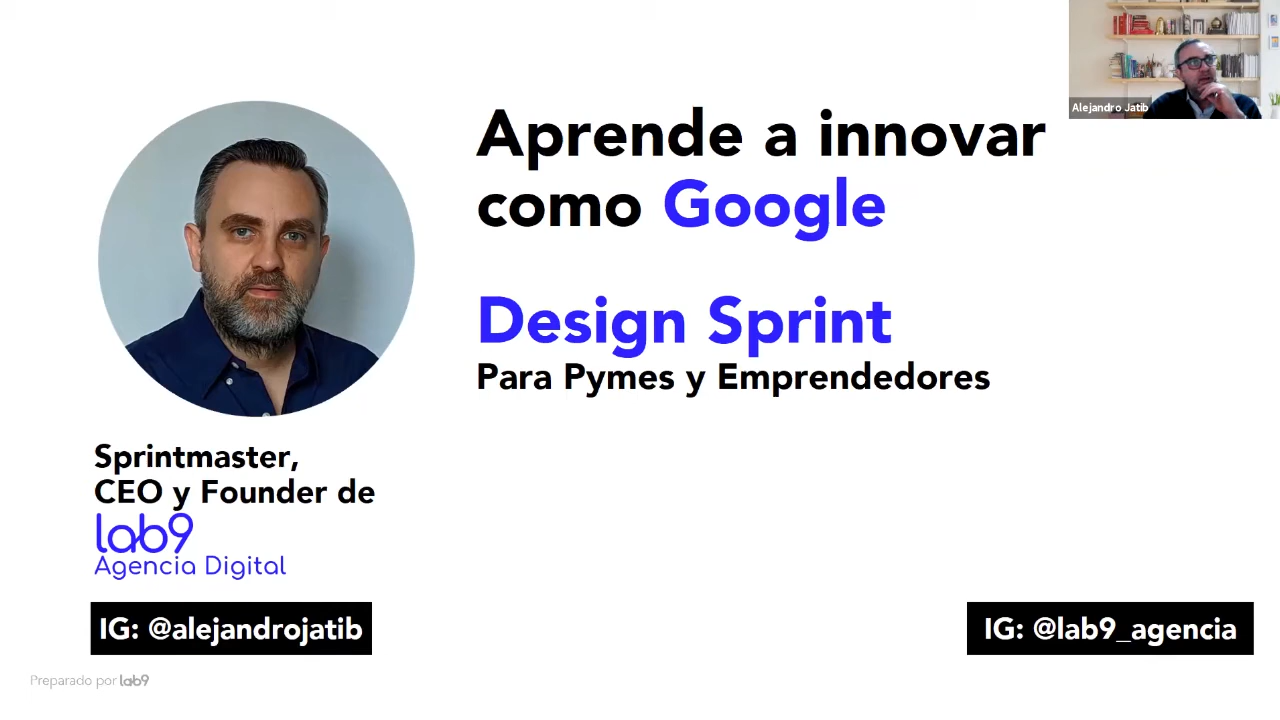 Alejandro Jatib
Aprende a innovar
como Google
Design Sprint
Para Pymes y Emprendedores
Sprintmaster,
CEO y Founder de
lab9
Agencia Digital
IG: @alejandrojatib
IG: @lab9_agencia
Preparado por lab9